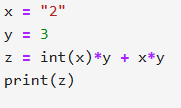 x = "2"
y = 3
z = int(x)*y + x*y
print(z)